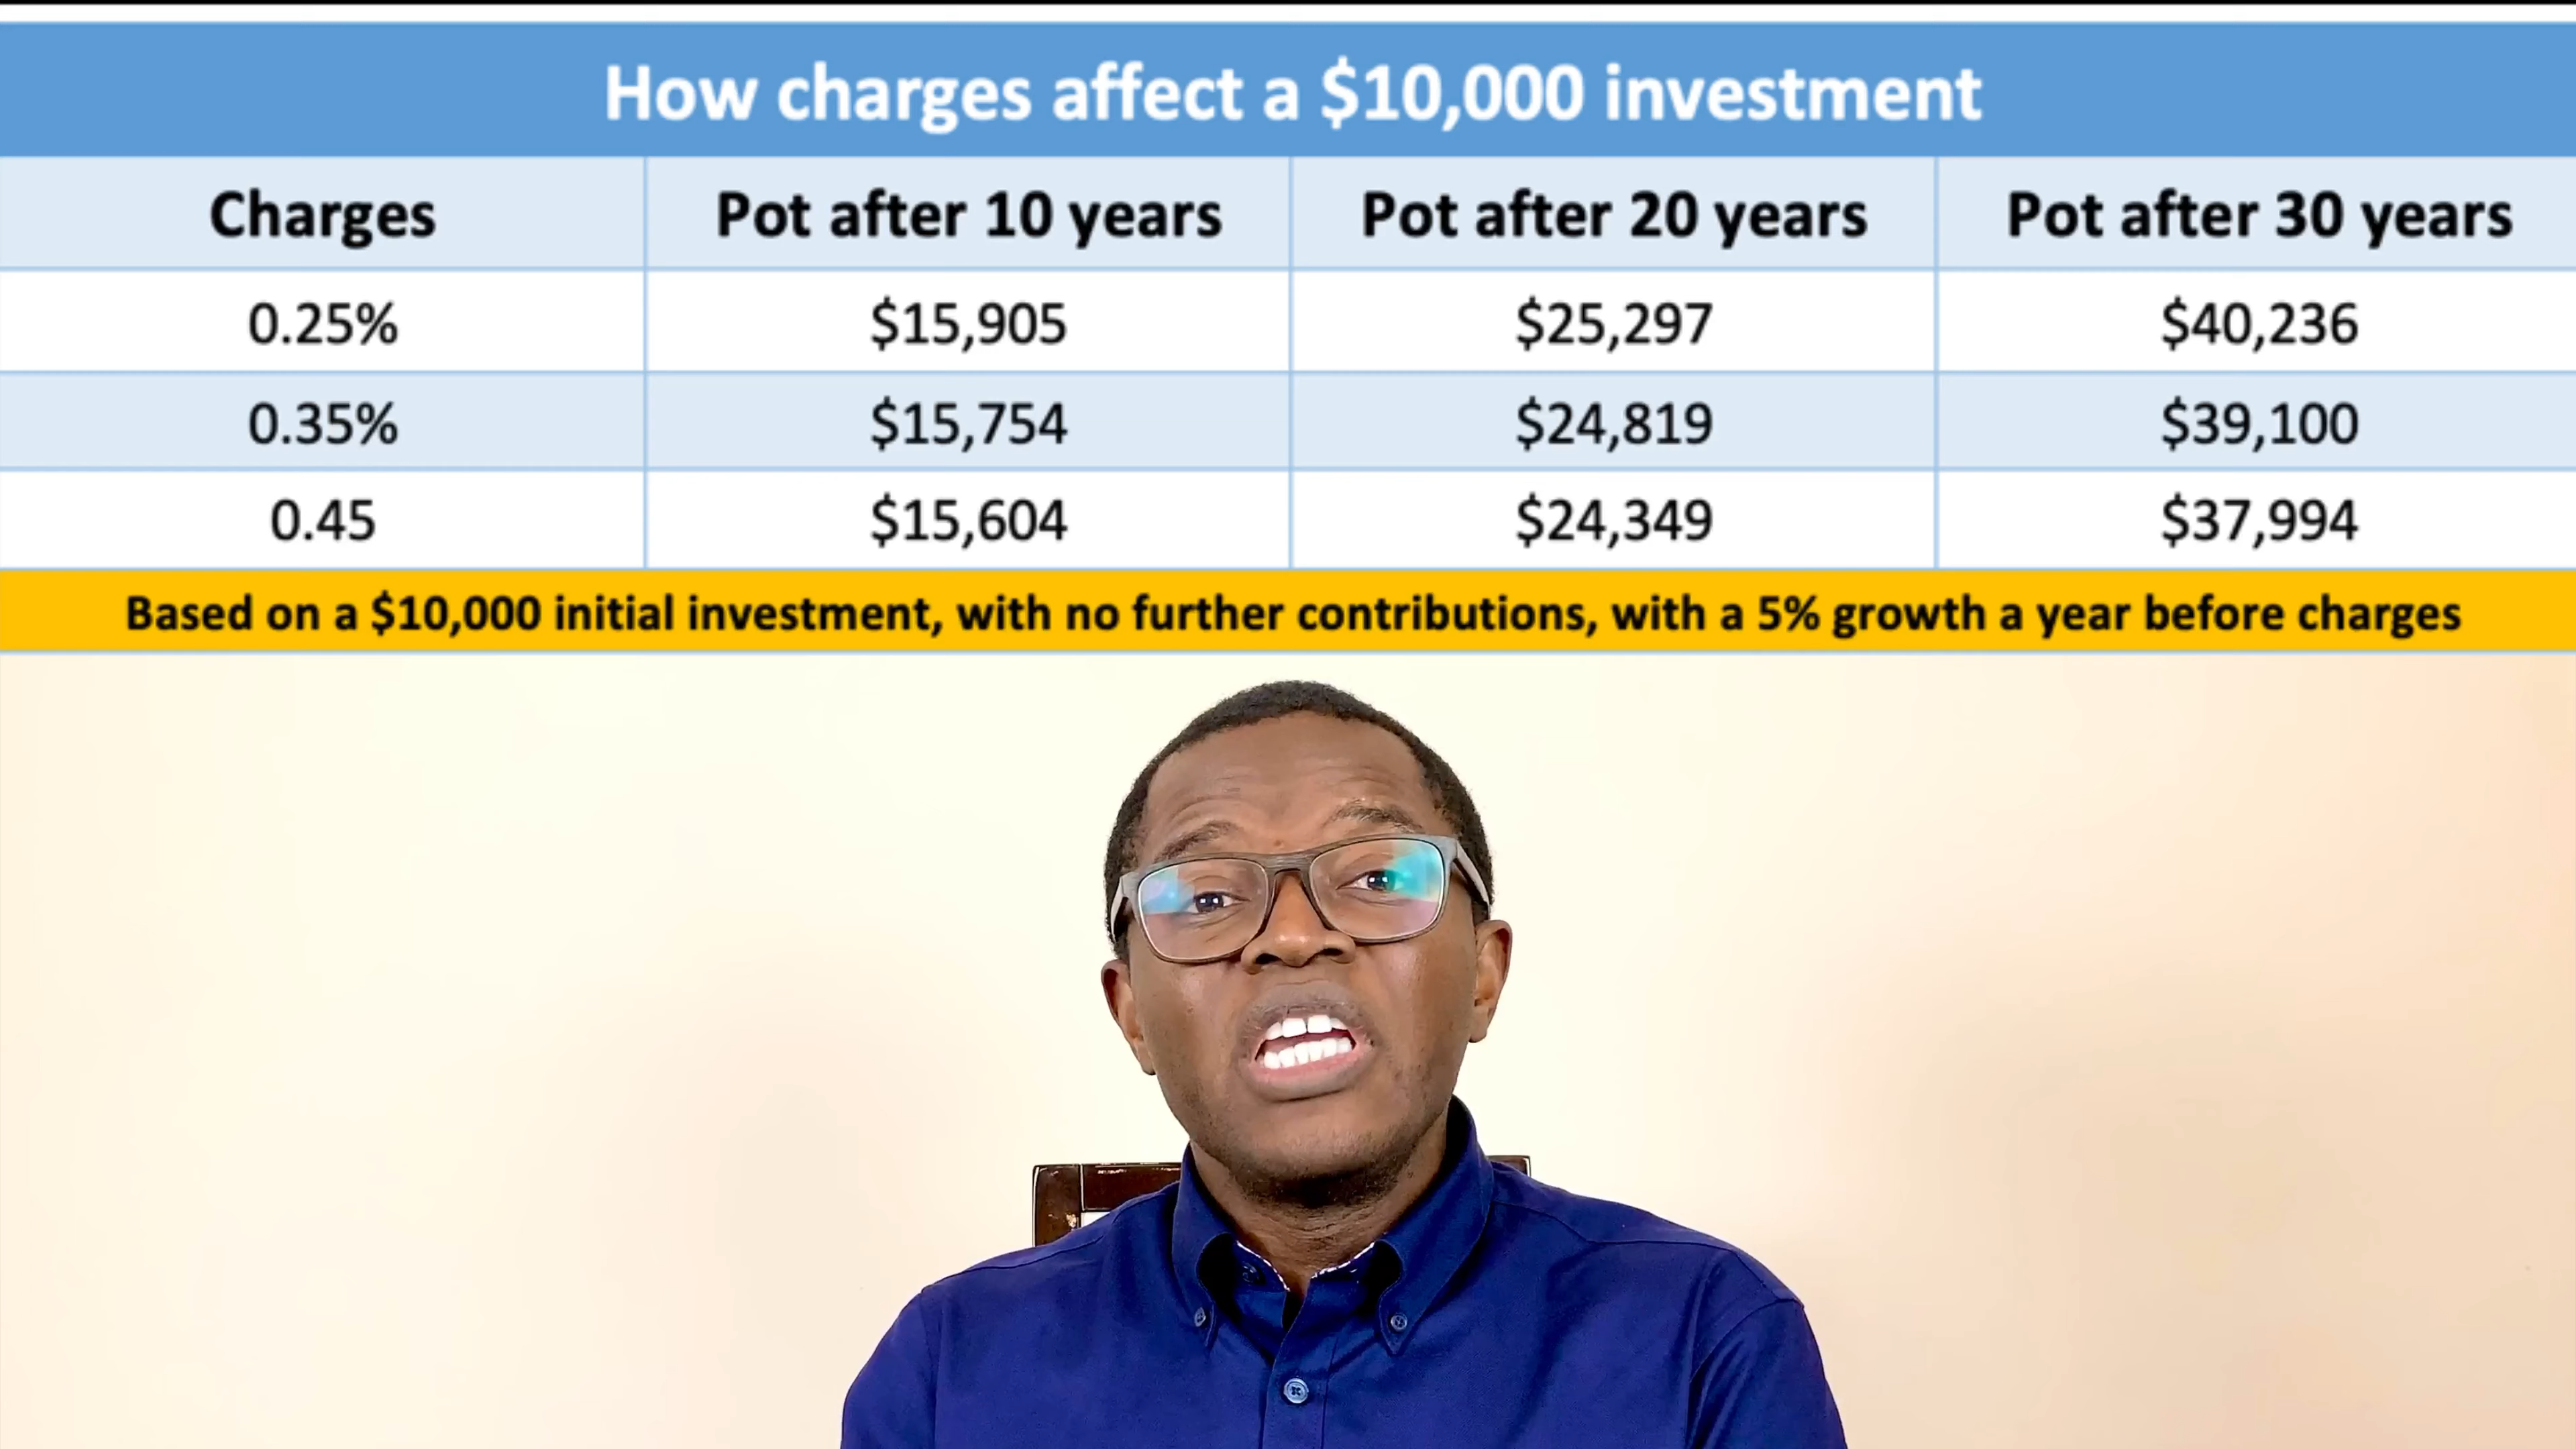 How charges affect a $10,000 investment
Charges Pot after 10 years Pot after 20 years Pot after 30 years
0.25% $15,905 $25,297 $40,236
0.35% $15,754 $24,819 $39,100
0.45 $15,604 $24,349 $37,994
Based on a $10,000 initial investment, with no further contributions, with a 5% growth a year before charges